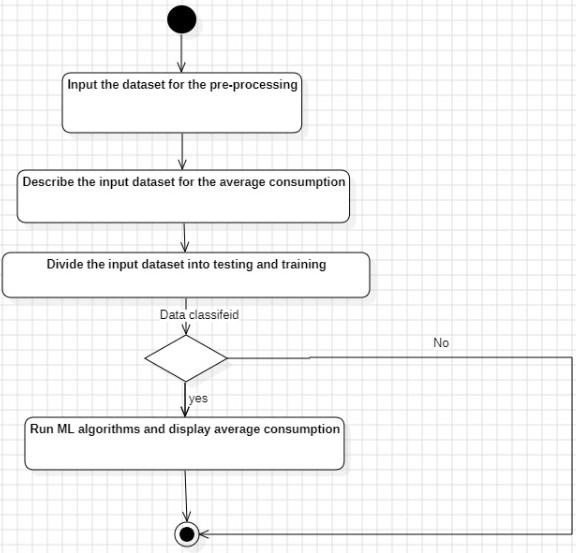 Input the dataset for the pre-processing
Describe the input dataset for the average consumption
Divide the input dataset into testing and training
Data classifeid
No
yes
Run ML algorithms and display average consumption